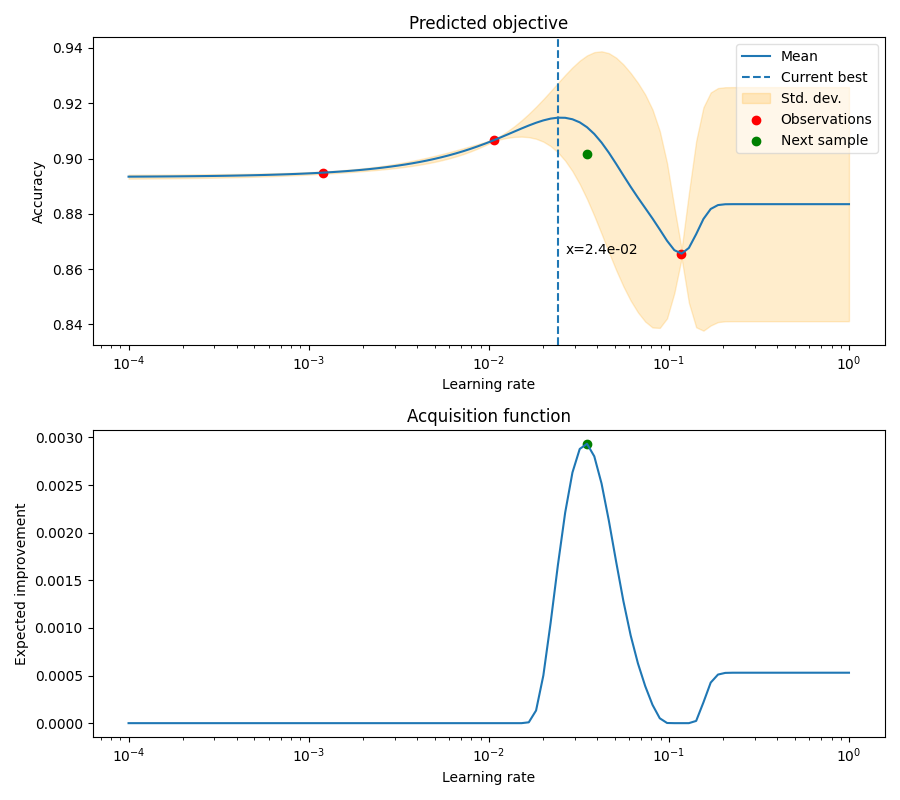 Predicted objective
0.94
0.92
0.90
0.88
0.86
0.84
Accuracy
Mean
Current best
Std. dev.
Observations
Next sample
x=2.4e-02
10⁻⁴
10⁻³
10⁻²
10⁻¹
10⁰
Learning rate
Acquisition function
0.0030
0.0025
0.0020
0.0015
0.0010
0.0005
0.0000
Expected improvement
10⁻⁴
10⁻³
10⁻²
10⁻¹
10⁰
Learning rate